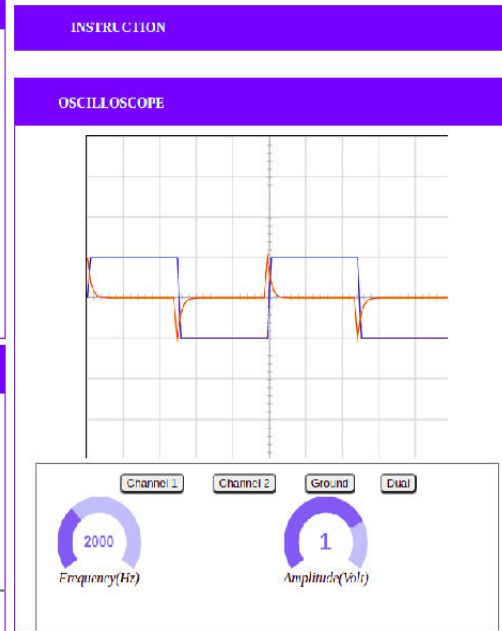 INSTRUCTION
OSCILLOSCOPE
Channel 1 Channel 2 Ground Dual
2000 1
Frequency(Hz) Amplitude(Volt)